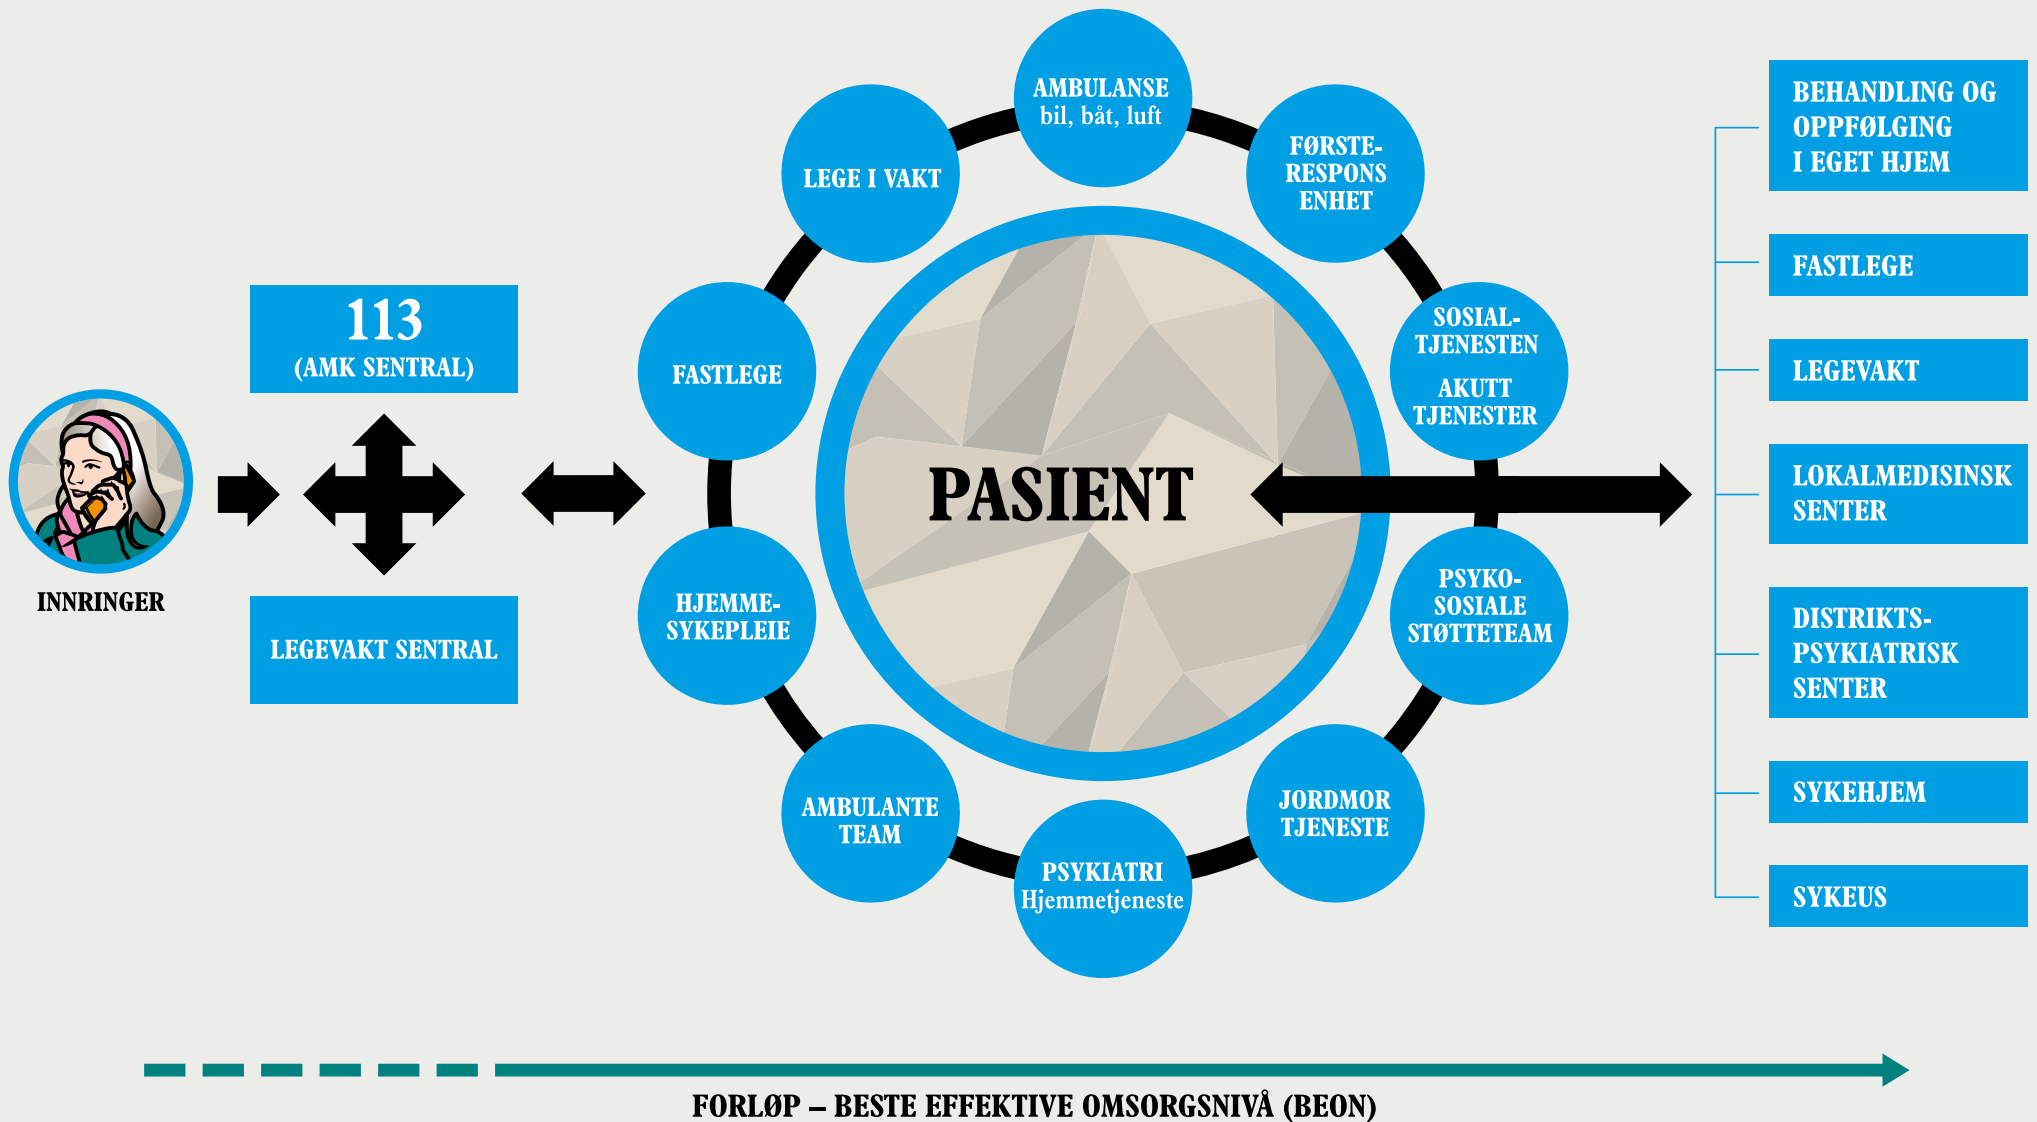 INNRINGER
113
(AMK SENTRAL)
LEGEVAKT SENTRAL
AMBULANSE
bil, båt, luft
FØRSTE-
RESPONS
ENHET
SOSIAL-
TJENESTEN
AKUTT
TJENESTER
PSYKO-
SOSIALE
STØTTETEAM
JORDMOR
TJENESTE
PSYKIATRI
Hjemmetjeneste
AMBULANTE
TEAM
HJEMME-
SYKEPLEIE
FASTLEGE
LEGE I VAKT
PASIENT
BEHANDLING OG
OPPFØLGING
I EGET HJEM
FASTLEGE
LEGEVAKT
LOKALMEDISINSK
SENTER
DISTRIKTS-
PSYKIATRISK
SENTER
SYKEHJEM
SYKEUS
FORLØP – BESTE EFFEKTIVE OMSORGSNIVÅ (BEON)